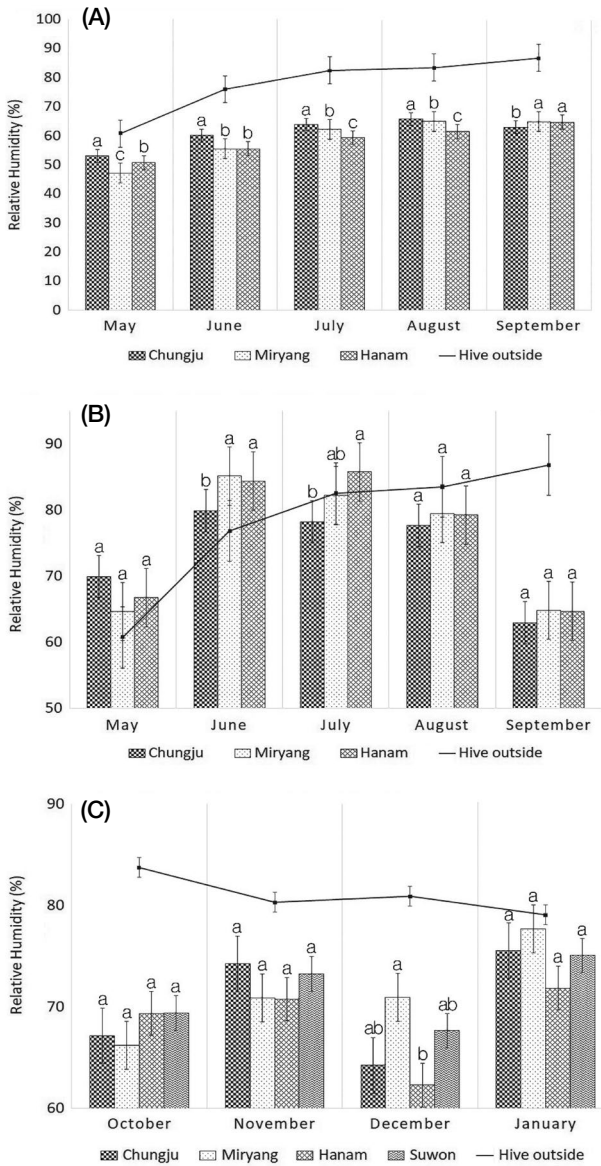 (A)
100
90
80
70
60
50
40
30
20
10
0
Relative Humidity (%)
a c b
a b b
a b c
a b c
b a a
May June July August September
Chungju Miryang Hanam Hive outside
(B)
90
80
70
60
50
Relative Humidity (%)
a a a
b a a
b ab a
a a a
a a a
May June July August September
Chungju Miryang Hanam Hive outside
(C)
90
80
70
60
Relative Humidity (%)
a a a a
a a a a
ab a b ab
a a a a
October November December January
Chungju Miryang Hanam Suwon Hive outside